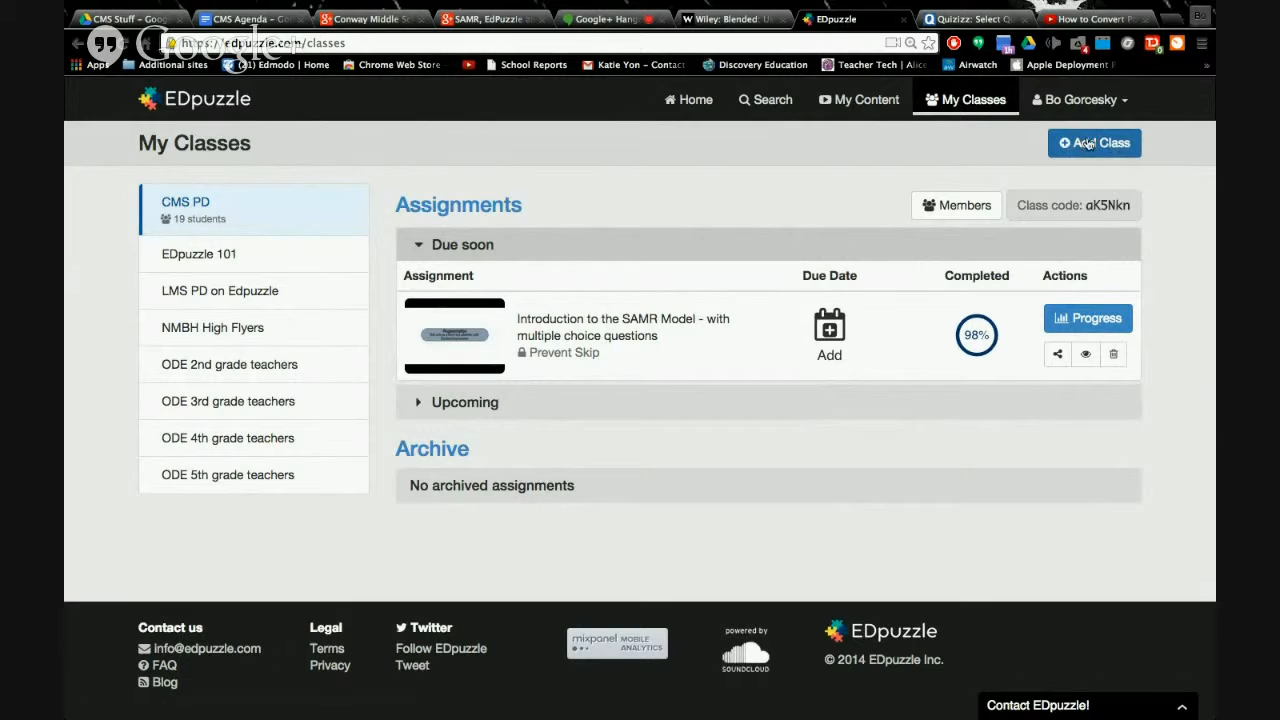 CMS Stuff - Goog
CMS Agenda - Go
Conway Middle Sc
SAMR, EdPuzzle a
Google+ Hang
Wiley: Blended: U
EDpuzzle
Quizizz: Select Q
How to Convert P
Bo
Google+
https://edpuzzle.com/classes
Apps
Additional sites
(1) Edmodo | Home
Chrome Web Store
School Reports
Katie Yon - Contact
Discovery Education
Teacher Tech | Alice
Airwatch
Apple Deployment P
»
EDpuzzle
Home
Search
My Content
My Classes
Bo Gorcesky
My Classes
Add Class
CMS PD
19 students
EDpuzzle 101
LMS PD on Edpuzzle
NMBH High Flyers
ODE 2nd grade teachers
ODE 3rd grade teachers
ODE 4th grade teachers
ODE 5th grade teachers
Assignments
Members
Class code: aK5Nkn
Due soon
Assignment
Due Date
Completed
Actions
Introduction to the SAMR Model - with
multiple choice questions
Prevent Skip
Add
98%
Progress
Upcoming
Archive
No archived assignments
Contact us
info@edpuzzle.com
FAQ
Blog
Legal
Terms
Privacy
Twitter
Follow EDpuzzle
Tweet
mixpanel MOBILE
ANALYTICS
powered by
SOUNDCLOUD
EDpuzzle
© 2014 EDpuzzle Inc.
Contact EDpuzzle!